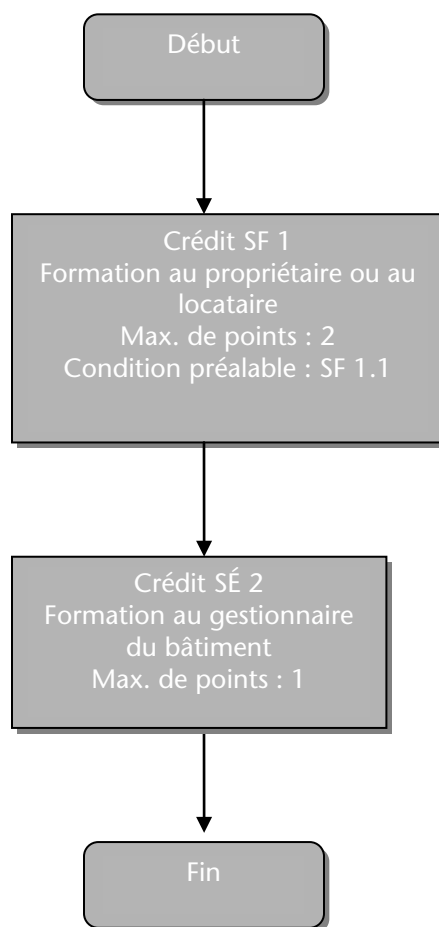 Début
Crédit SF 1
Formation au propriétaire ou au
locataire
Max. de points : 2
Condition préalable : SF 1.1
Crédit SÉ 2
Formation au gestionnaire
du bâtiment
Max. de points : 1
Fin